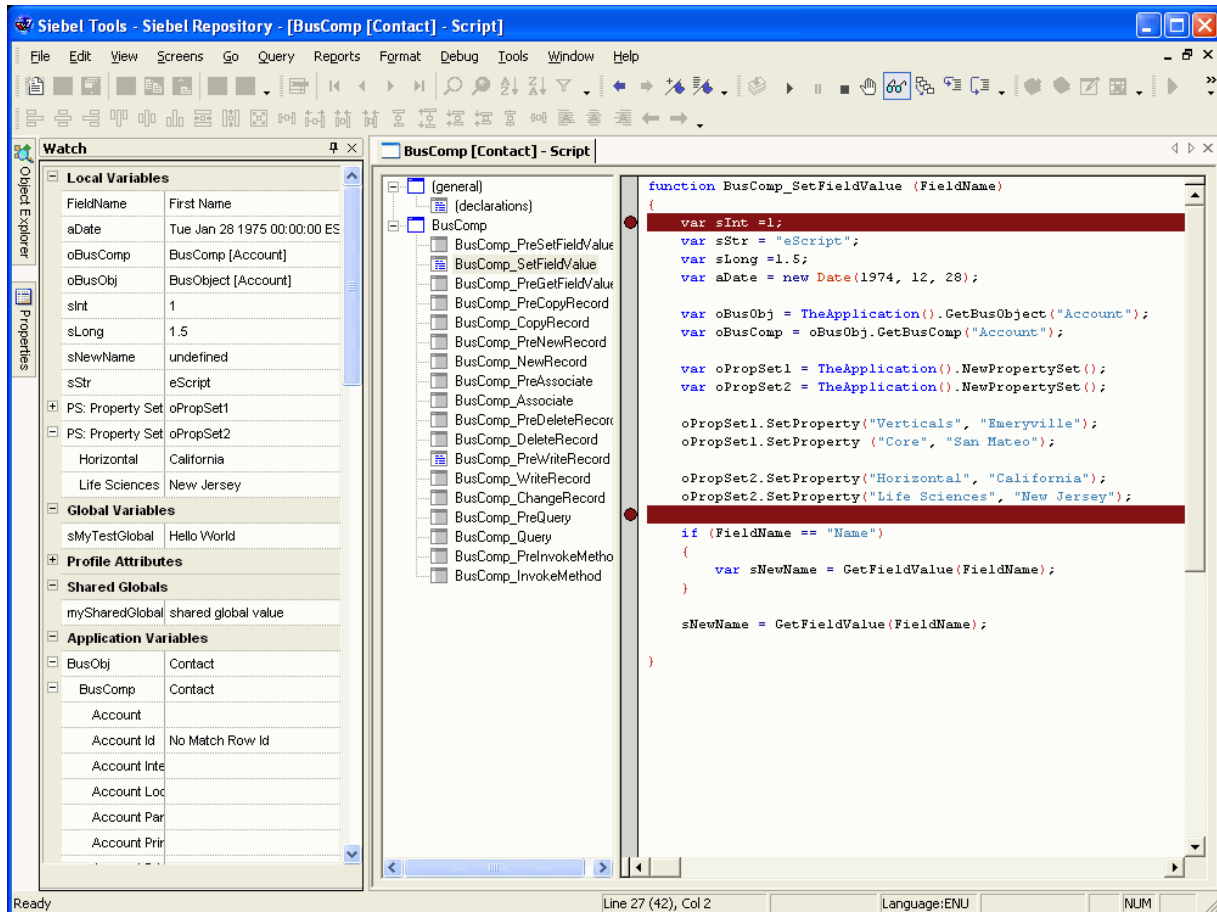 Siebel Tools - Siebel Repository - [BusComp [Contact] - Script]
File Edit View Screens Go Query Reports Format Debug Tools Window Help
Object Explorer
Properties
Watch
Local Variables
FieldName First Name
aDate Tue Jan 28 1975 00:00:00 ES
oBusComp BusComp [Account]
oBusObj BusObject [Account]
sInt 1
sLong 1.5
sNewName undefined
sStr eScript
PS: Property Set oPropSet1
PS: Property Set oPropSet2
Horizontal California
Life Sciences New Jersey
Global Variables
sMyTestGlobal Hello World
Profile Attributes
Shared Globals
mySharedGlobal shared global value
Application Variables
BusObj Contact
BusComp Contact
Account
Account Id No Match Row Id
Account Inte
Account Loc
Account Par
Account Prir
BusComp [Contact] - Script
(general)
(declarations)
BusComp
BusComp_PreSetFieldValue
BusComp_SetFieldValue
BusComp_PreGetFieldValue
BusComp_PreCopyRecord
BusComp_CopyRecord
BusComp_PreNewRecord
BusComp_NewRecord
BusComp_PreAssociate
BusComp_Associate
BusComp_PreDeleteRecord
BusComp_DeleteRecord
BusComp_PreWriteRecord
BusComp_WriteRecord
BusComp_ChangeRecord
BusComp_PreQuery
BusComp_Query
BusComp_PreInvokeMetho
BusComp_InvokeMethod
function BusComp_SetFieldValue (FieldName)
{
var sInt =1;
var sStr = "eScript";
var sLong =1.5;
var aDate = new Date(1974, 12, 28);
var oBusObj = TheApplication().GetBusObject("Account");
var oBusComp = oBusObj.GetBusComp("Account");
var oPropSet1 = TheApplication().NewPropertySet();
var oPropSet2 = TheApplication().NewPropertySet();
oPropSet1.SetProperty("Verticals", "Emeryville");
oPropSet1.SetProperty ("Core", "San Mateo");
oPropSet2.SetProperty("Horizontal", "California");
oPropSet2.SetProperty("Life Sciences", "New Jersey");
if (FieldName == "Name")
{
var sNewName = GetFieldValue(FieldName);
}
sNewName = GetFieldValue(FieldName);
}
Ready Line 27 (42), Col 2 Language:ENU NUM